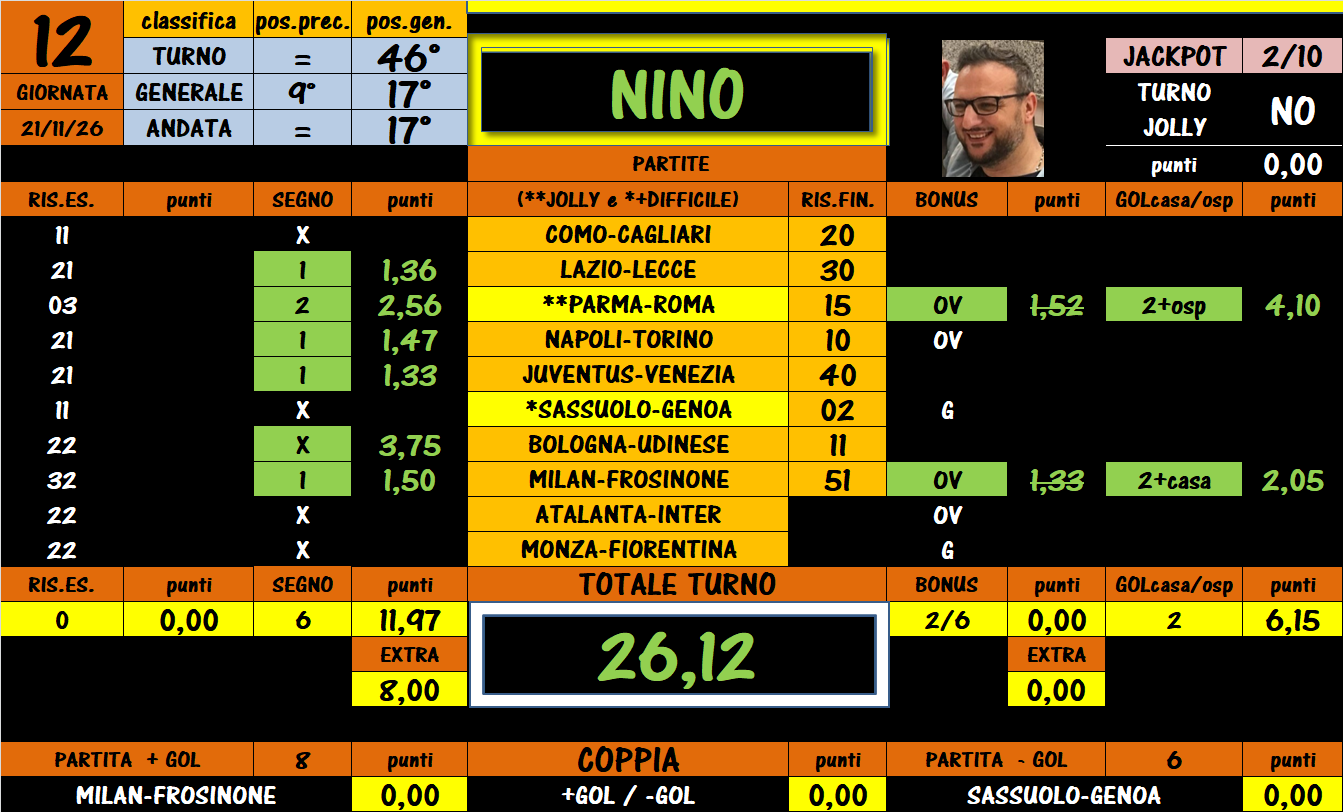 12 classifica pos.prec. pos.gen.
TURNO = 46° NINO JACKPOT 2/10
GIORNATA GENERALE 9° 17° TURNO JOLLY NO
21/11/26 ANDATA = 17°
PARTITE punti 0,00
RIS.ES. punti SEGNO punti (**JOLLY e *+DIFFICILE) RIS.FIN. BONUS punti GOLcasa/osp punti
11 X COMO-CAGLIARI 20
21 1 1,36 LAZIO-LECCE 30
03 2 2,56 **PARMA-ROMA 15 OV 1,52 2+osp 4,10
21 1 1,47 NAPOLI-TORINO 10 OV
21 1 1,33 JUVENTUS-VENEZIA 40
11 X *SASSUOLO-GENOA 02 G
22 X 3,75 BOLOGNA-UDINESE 11
32 1 1,50 MILAN-FROSINONE 51 OV 1,33 2+casa 2,05
22 X ATALANTA-INTER OV
22 X MONZA-FIORENTINA G
RIS.ES. punti SEGNO punti TOTALE TURNO BONUS punti GOLcasa/osp punti
0 0,00 6 11,97 26,12 2/6 0,00 2 6,15
EXTRA EXTRA
8,00 0,00
PARTITA + GOL 8 punti COPPIA punti PARTITA - GOL 6 punti
MILAN-FROSINONE 0,00 +GOL / -GOL 0,00 SASSUOLO-GENOA 0,00